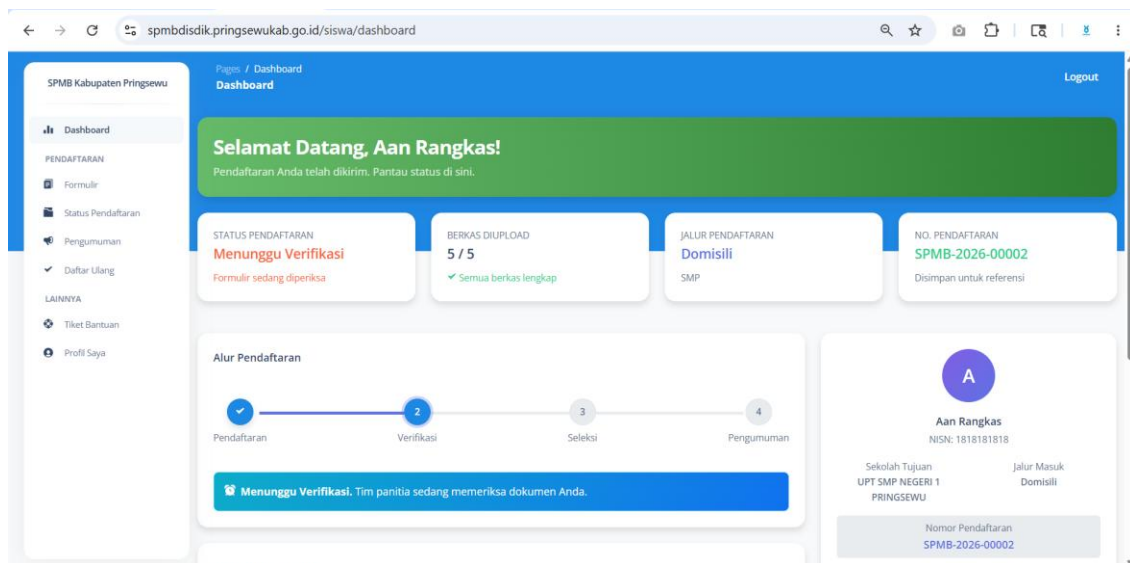 spmbdisdik.pringsewukab.go.id/siswa/dashboard
SPMB Kabupaten Pringsewu
Dashboard
PENDAFTARAN
Formulir
Status Pendaftaran
Pengumuman
Daftar Ulang
LAINNYA
Tiket Bantuan
Profil Saya
Pages / Dashboard
Dashboard
Logout
Selamat Datang, Aan Rangkas!
Pendaftaran Anda telah dikirim. Pantau status di sini.
STATUS PENDAFTARAN
Menunggu Verifikasi
Formulir sedang diperiksa
BERKAS DIUPLOAD
5 / 5
Semua berkas lengkap
JALUR PENDAFTARAN
Domisili
SMP
NO. PENDAFTARAN
SPMB-2026-00002
Disimpan untuk referensi
Alur Pendaftaran
2
3
4
Pendaftaran
Verifikasi
Seleksi
Pengumuman
Menunggu Verifikasi. Tim panitia sedang memeriksa dokumen Anda.
A
Aan Rangkas
NISN: 1818181818
Sekolah Tujuan
UPT SMP NEGERI 1
PRINGSEWU
Jalur Masuk
Domisili
Nomor Pendaftaran
SPMB-2026-00002